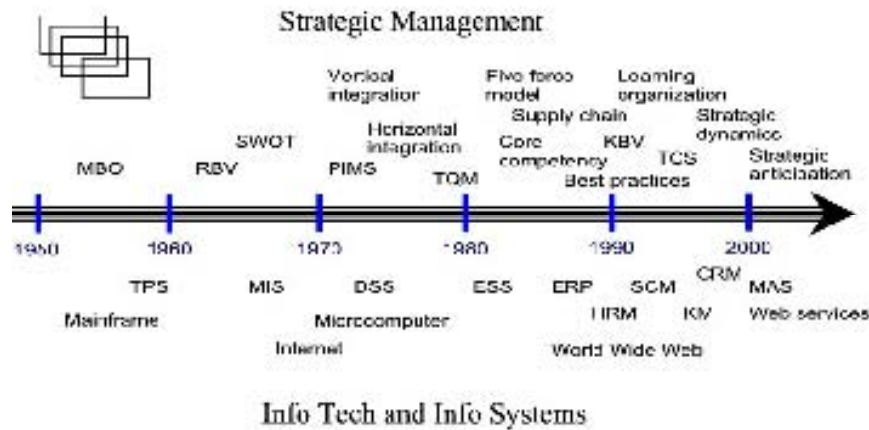 Strategic Management
Vertical integration
Five force model
Learning organization
Supply chain
Strategic dynamics
SWOT
Horizontal integration
Core competency
KBV
TCS
MBO
RBV
PIMS
TQM
Best practices
Strategic anticipation
1950 1960 1970 1980 1990 2000
TPS MIS DSS ESS ERP SCM CRM MAS
Mainframe Microcomputer HRM KM Web services
Internet World Wide Web
Info Tech and Info Systems